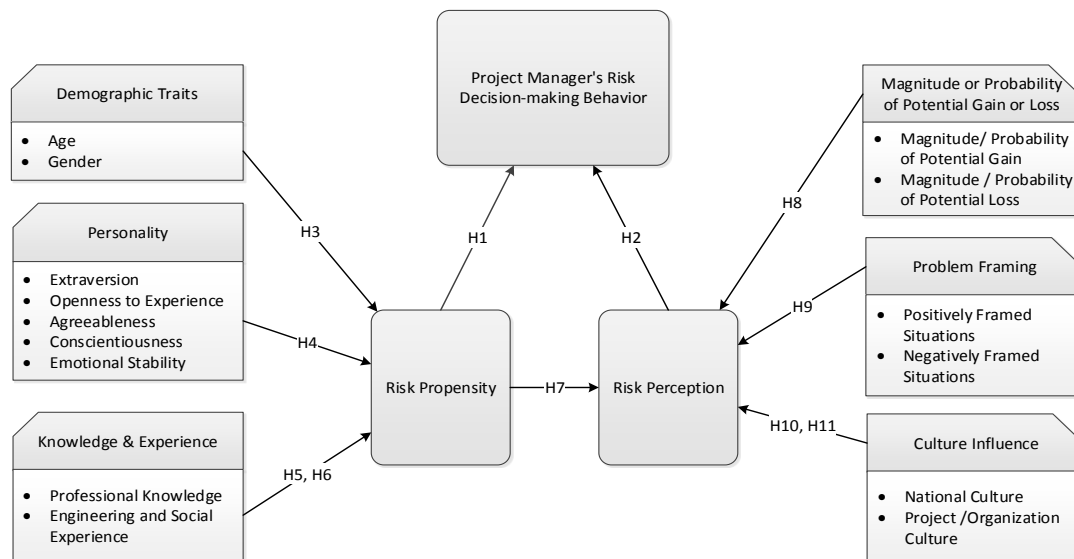 Project Manager's Risk
Decision-making Behavior
Demographic Traits
• Age
• Gender
Personality
• Extraversion
• Openness to Experience
• Agreeableness
• Conscientiousness
• Emotional Stability
Knowledge & Experience
• Professional Knowledge
• Engineering and Social
Experience
H3
H4
H5, H6
H1
H2
Risk Propensity
H7
Risk Perception
H8
H9
H10, H11
Magnitude or Probability
of Potential Gain or Loss
• Magnitude/ Probability
of Potential Gain
• Magnitude / Probability
of Potential Loss
Problem Framing
• Positively Framed
Situations
• Negatively Framed
Situations
Culture Influence
• National Culture
• Project /Organization
Culture